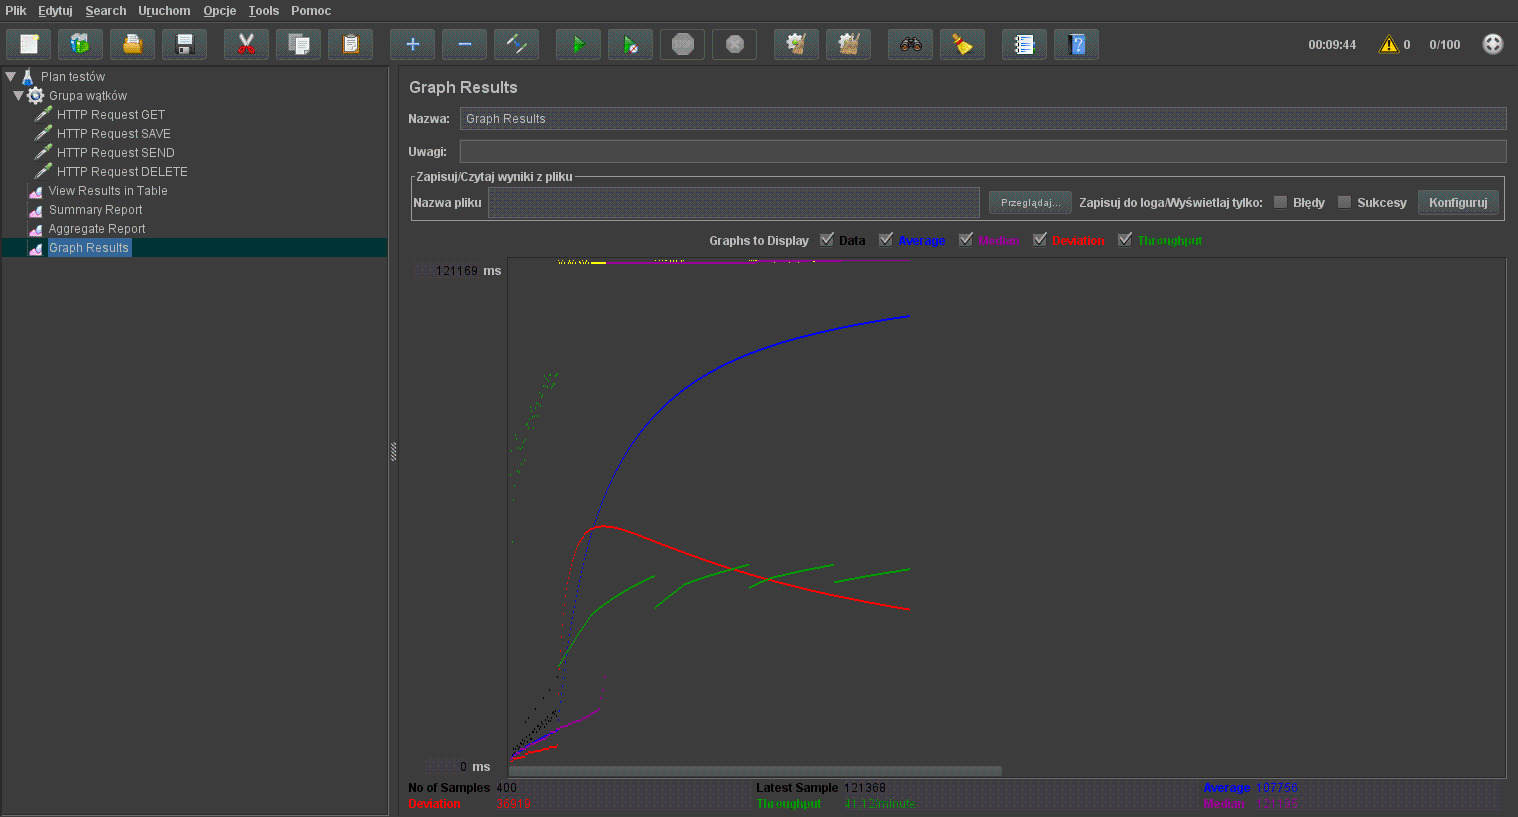 Plik Edytuj Search Uruchom Opcje Tools Pomoc
STOP 00:09:44 0 0/100
Plan testów
Grupa wątków
HTTP Request GET
HTTP Request SAVE
HTTP Request SEND
HTTP Request DELETE
View Results in Table
Summary Report
Aggregate Report
Graph Results
Graph Results
Nazwa: Graph Results
Uwagi:
Zapisuj/Czytaj wyniki z pliku
Nazwa pliku Przeglądaj... Zapisuj do loga/Wyświetlaj tylko: Błędy Sukcesy Konfiguruj
Graphs to Display Data Average Median Deviation Throughput
121169 ms
0 ms
No of Samples 400 Latest Sample 121368 Average 107756
Deviation Throughput Median